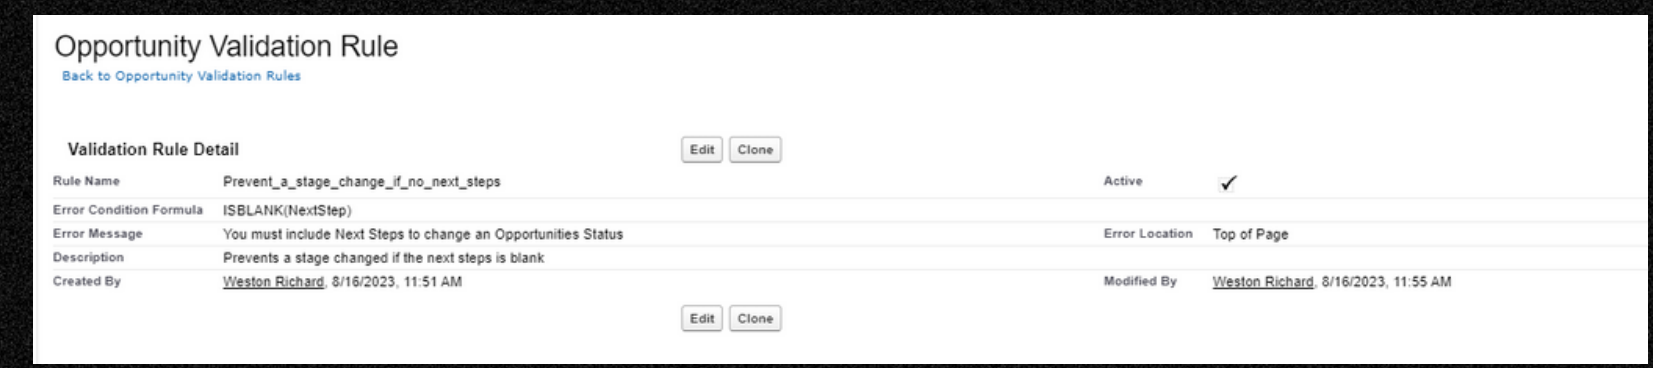 Opportunity Validation Rule
Back to Opportunity Validation Rules
Validation Rule Detail Edit Clone
Rule Name Prevent_a_stage_change_if_no_next_steps Active ✓
Error Condition Formula ISBLANK(NextStep)
Error Message You must include Next Steps to change an Opportunities Status Error Location Top of Page
Description Prevents a stage changed if the next steps is blank
Created By Weston Richard, 8/16/2023, 11:51 AM Modified By Weston Richard, 8/16/2023, 11:55 AM
Edit Clone